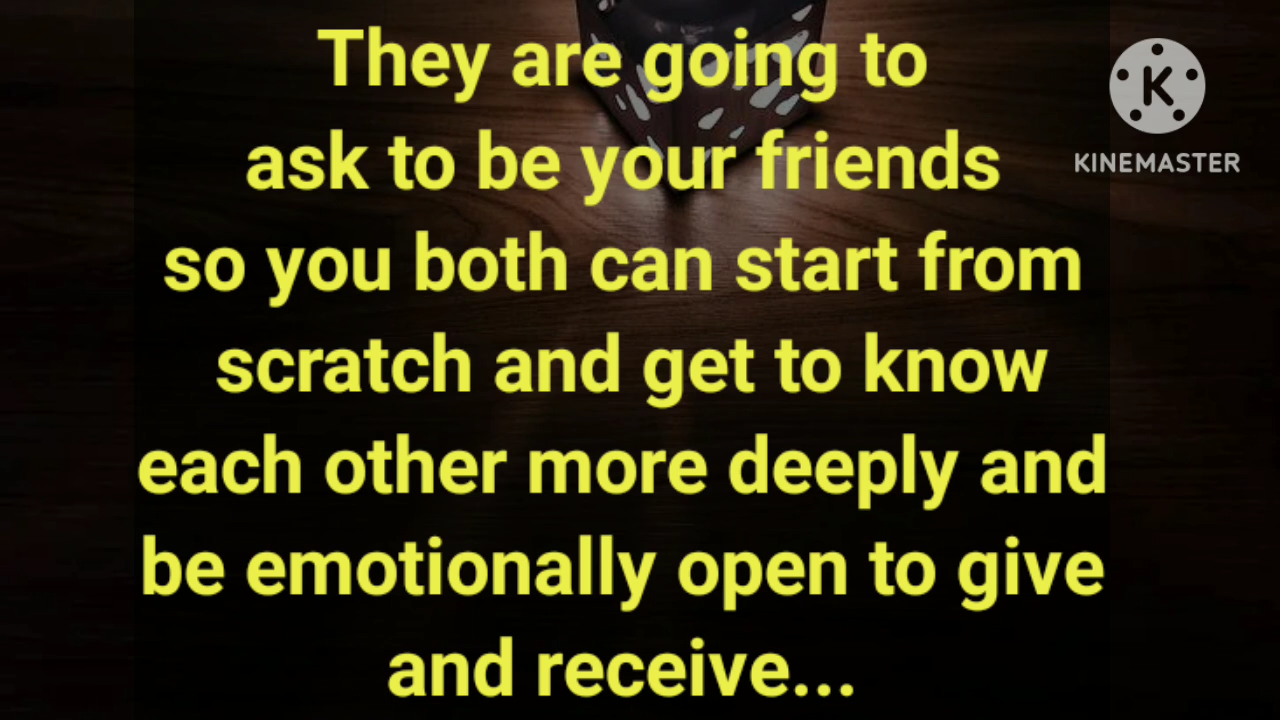 They are going to
ask to be your friends
so you both can start from
scratch and get to know
each other more deeply and
be emotionally open to give
and receive...
K
KINEMASTER